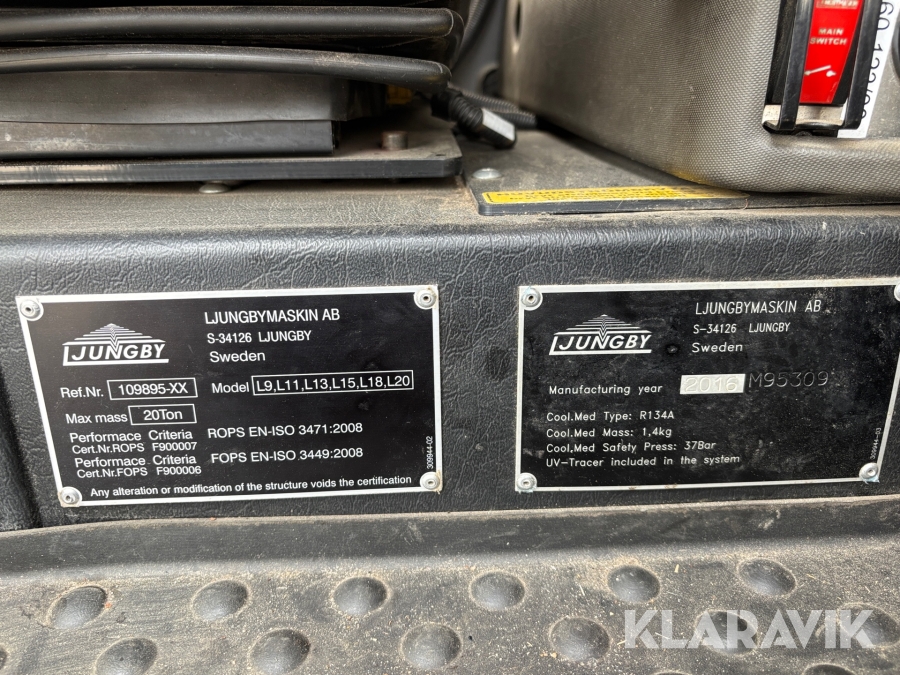 MAIN
SWITCH
LJUNGBY
LJUNGBYMASKIN AB
S-34126 LJUNGBY
Sweden
Ref.Nr. 109895-XX Model L9,L11,L13,L15,L18,L20
Max mass 20Ton
Performace Criteria
Cert.Nr.ROPS F900007
ROPS EN-ISO 3471:2008
Performace Criteria
Cert.Nr.FOPS F900006
FOPS EN-ISO 3449:2008
Any alteration or modification of the structure voids the certification
309944-02
LJUNGBY
LJUNGBYMASKIN AB
S-34126 LJUNGBY
Sweden
Manufacturing year 2016 M95309
Cool.Med Type: R134A
Cool.Med Mass: 1,4kg
Cool.Med Safety Press: 37Bar
UV-Tracer included in the system
309944-03
KLARAVIK